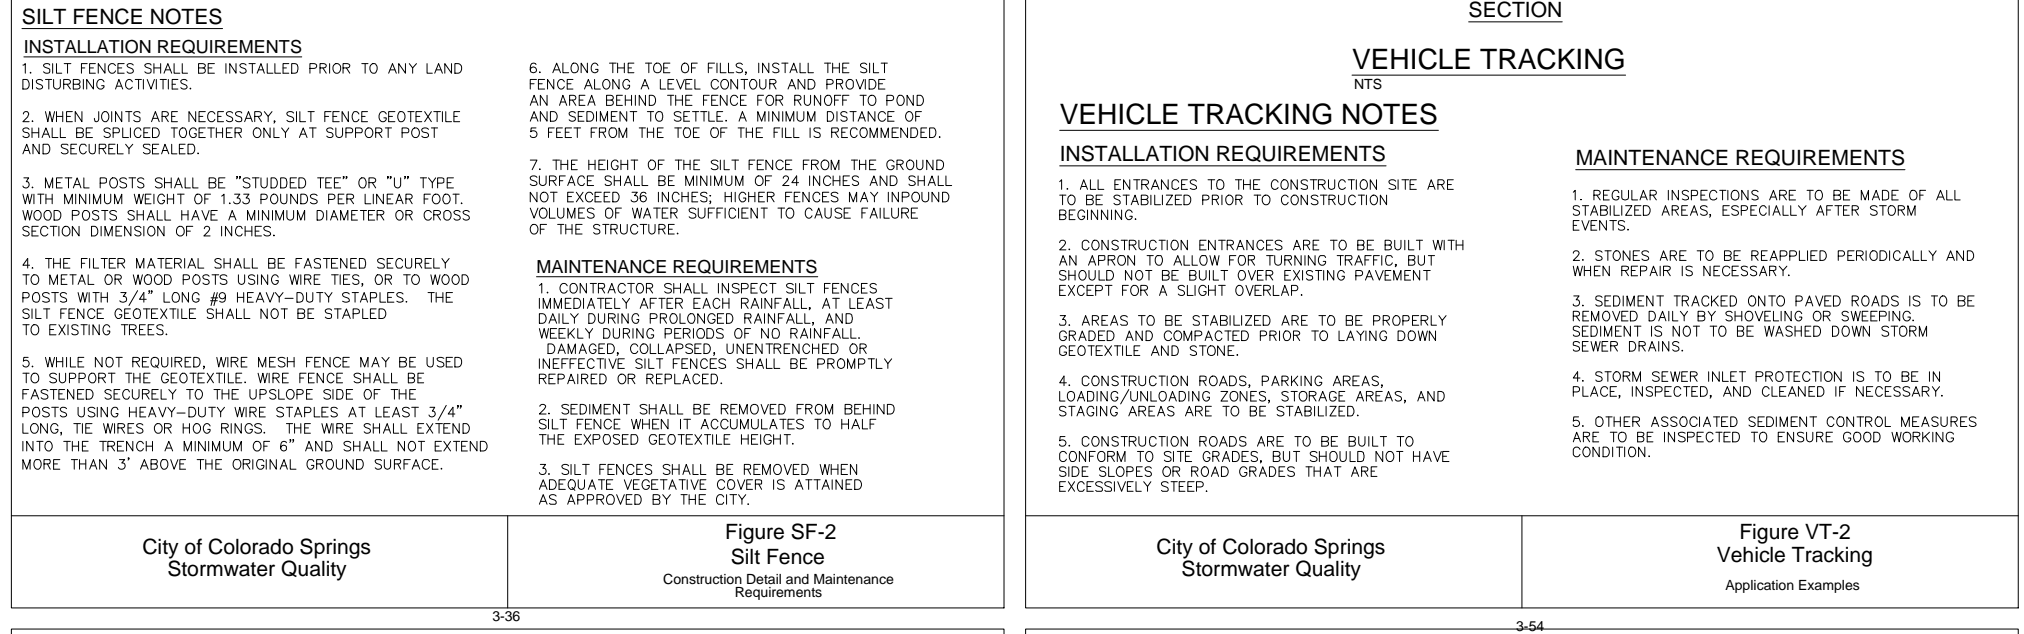 SILT FENCE NOTES
INSTALLATION REQUIREMENTS
1. SILT FENCES SHALL BE INSTALLED PRIOR TO ANY LAND
DISTURBING ACTIVITIES.
2. WHEN JOINTS ARE NECESSARY, SILT FENCE GEOTEXTILE
SHALL BE SPLICED TOGETHER ONLY AT SUPPORT POST
AND SECURELY SEALED.
3. METAL POSTS SHALL BE "STUDDED TEE" OR "U" TYPE
WITH MINIMUM WEIGHT OF 1.33 POUNDS PER LINEAR FOOT.
WOOD POSTS SHALL HAVE A MINIMUM DIAMETER OR CROSS
SECTION DIMENSION OF 2 INCHES.
4. THE FILTER MATERIAL SHALL BE FASTENED SECURELY
TO METAL OR WOOD POSTS USING WIRE TIES, OR TO WOOD
POSTS WITH 3/4" LONG #9 HEAVY-DUTY STAPLES. THE
SILT FENCE GEOTEXTILE SHALL NOT BE STAPLED
TO EXISTING TREES.
5. WHILE NOT REQUIRED, WIRE MESH FENCE MAY BE USED
TO SUPPORT THE GEOTEXTILE. WIRE FENCE SHALL BE
FASTENED SECURELY TO THE UPSLOPE SIDE OF THE
POSTS USING HEAVY-DUTY WIRE STAPLES AT LEAST 3/4"
LONG, TIE WIRES OR HOG RINGS. THE WIRE SHALL EXTEND
INTO THE TRENCH A MINIMUM OF 6" AND SHALL NOT EXTEND
MORE THAN 3' ABOVE THE ORIGINAL GROUND SURFACE.
6. ALONG THE TOE OF FILLS, INSTALL THE SILT
FENCE ALONG A LEVEL CONTOUR AND PROVIDE
AN AREA BEHIND THE FENCE FOR RUNOFF TO POND
AND SEDIMENT TO SETTLE. A MINIMUM DISTANCE OF
5 FEET FROM THE TOE OF THE FILL IS RECOMMENDED.
7. THE HEIGHT OF THE SILT FENCE FROM THE GROUND
SURFACE SHALL BE MINIMUM OF 24 INCHES AND SHALL
NOT EXCEED 36 INCHES; HIGHER FENCES MAY INPOUND
VOLUMES OF WATER SUFFICIENT TO CAUSE FAILURE
OF THE STRUCTURE.
MAINTENANCE REQUIREMENTS
1. CONTRACTOR SHALL INSPECT SILT FENCES
IMMEDIATELY AFTER EACH RAINFALL, AT LEAST
DAILY DURING PROLONGED RAINFALL, AND
WEEKLY DURING PERIODS OF NO RAINFALL.
DAMAGED, COLLAPSED, UNENTRENCHED OR
INEFFECTIVE SILT FENCES SHALL BE PROMPTLY
REPAIRED OR REPLACED.
2. SEDIMENT SHALL BE REMOVED FROM BEHIND
SILT FENCE WHEN IT ACCUMULATES TO HALF
THE EXPOSED GEOTEXTILE HEIGHT.
3. SILT FENCES SHALL BE REMOVED WHEN
ADEQUATE VEGETATIVE COVER IS ATTAINED
AS APPROVED BY THE CITY.
City of Colorado Springs
Stormwater Quality
Figure SF-2
Silt Fence
Construction Detail and Maintenance
Requirements
3-36
SECTION
VEHICLE TRACKING
NTS
VEHICLE TRACKING NOTES
INSTALLATION REQUIREMENTS
1. ALL ENTRANCES TO THE CONSTRUCTION SITE ARE
TO BE STABILIZED PRIOR TO CONSTRUCTION
BEGINNING.
2. CONSTRUCTION ENTRANCES ARE TO BE BUILT WITH
AN APRON TO ALLOW FOR TURNING TRAFFIC, BUT
SHOULD NOT BE BUILT OVER EXISTING PAVEMENT
EXCEPT FOR A SLIGHT OVERLAP.
3. AREAS TO BE STABILIZED ARE TO BE PROPERLY
GRADED AND COMPACTED PRIOR TO LAYING DOWN
GEOTEXTILE AND STONE.
4. CONSTRUCTION ROADS, PARKING AREAS,
LOADING/UNLOADING ZONES, STORAGE AREAS, AND
STAGING AREAS ARE TO BE STABILIZED.
5. CONSTRUCTION ROADS ARE TO BE BUILT TO
CONFORM TO SITE GRADES, BUT SHOULD NOT HAVE
SIDE SLOPES OR ROAD GRADES THAT ARE
EXCESSIVELY STEEP.
MAINTENANCE REQUIREMENTS
1. REGULAR INSPECTIONS ARE TO BE MADE OF ALL
STABILIZED AREAS, ESPECIALLY AFTER STORM
EVENTS.
2. STONES ARE TO BE REAPPLIED PERIODICALLY AND
WHEN REPAIR IS NECESSARY.
3. SEDIMENT TRACKED ONTO PAVED ROADS IS TO BE
REMOVED DAILY BY SHOVELING OR SWEEPING.
SEDIMENT IS NOT TO BE WASHED DOWN STORM
SEWER DRAINS.
4. STORM SEWER INLET PROTECTION IS TO BE IN
PLACE, INSPECTED, AND CLEANED IF NECESSARY.
5. OTHER ASSOCIATED SEDIMENT CONTROL MEASURES
ARE TO BE INSPECTED TO ENSURE GOOD WORKING
CONDITION.
City of Colorado Springs
Stormwater Quality
Figure VT-2
Vehicle Tracking
Application Examples
3-54